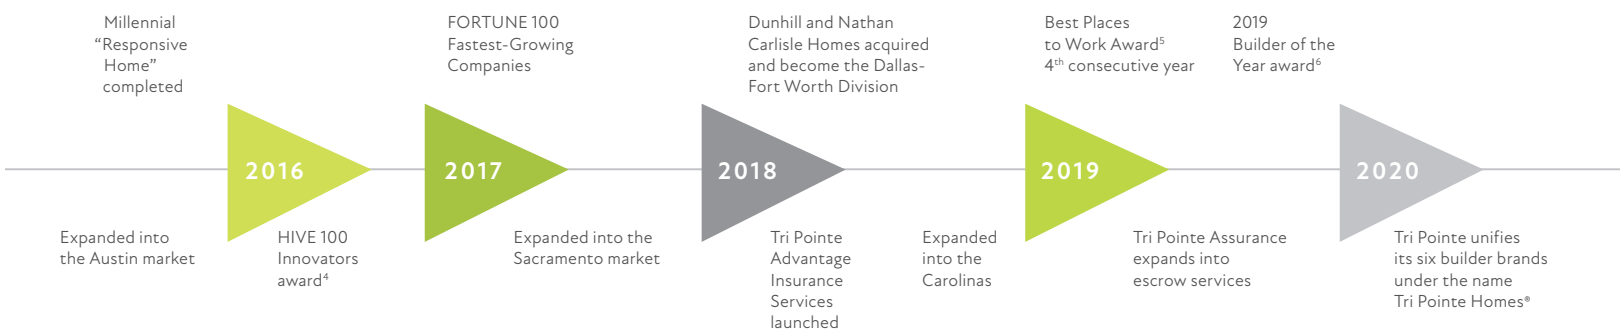 Millennial
“Responsive
Home”
completed
FORTUNE 100
Fastest-Growing
Companies
Dunhill and Nathan
Carlisle Homes acquired
and become the Dallas-
Fort Worth Division
Best Places
to Work Award⁵
4ᵗʰ consecutive year
2019
Builder of the
Year award⁶
2016
2017
2018
2019
2020
Expanded into
the Austin market
HIVE 100
Innovators
award⁴
Expanded into the
Sacramento market
Tri Pointe
Advantage
Insurance
Services
launched
Expanded
into the
Carolinas
Tri Pointe Assurance
expands into
escrow services
Tri Pointe unifies
its six builder brands
under the name
Tri Pointe Homes®